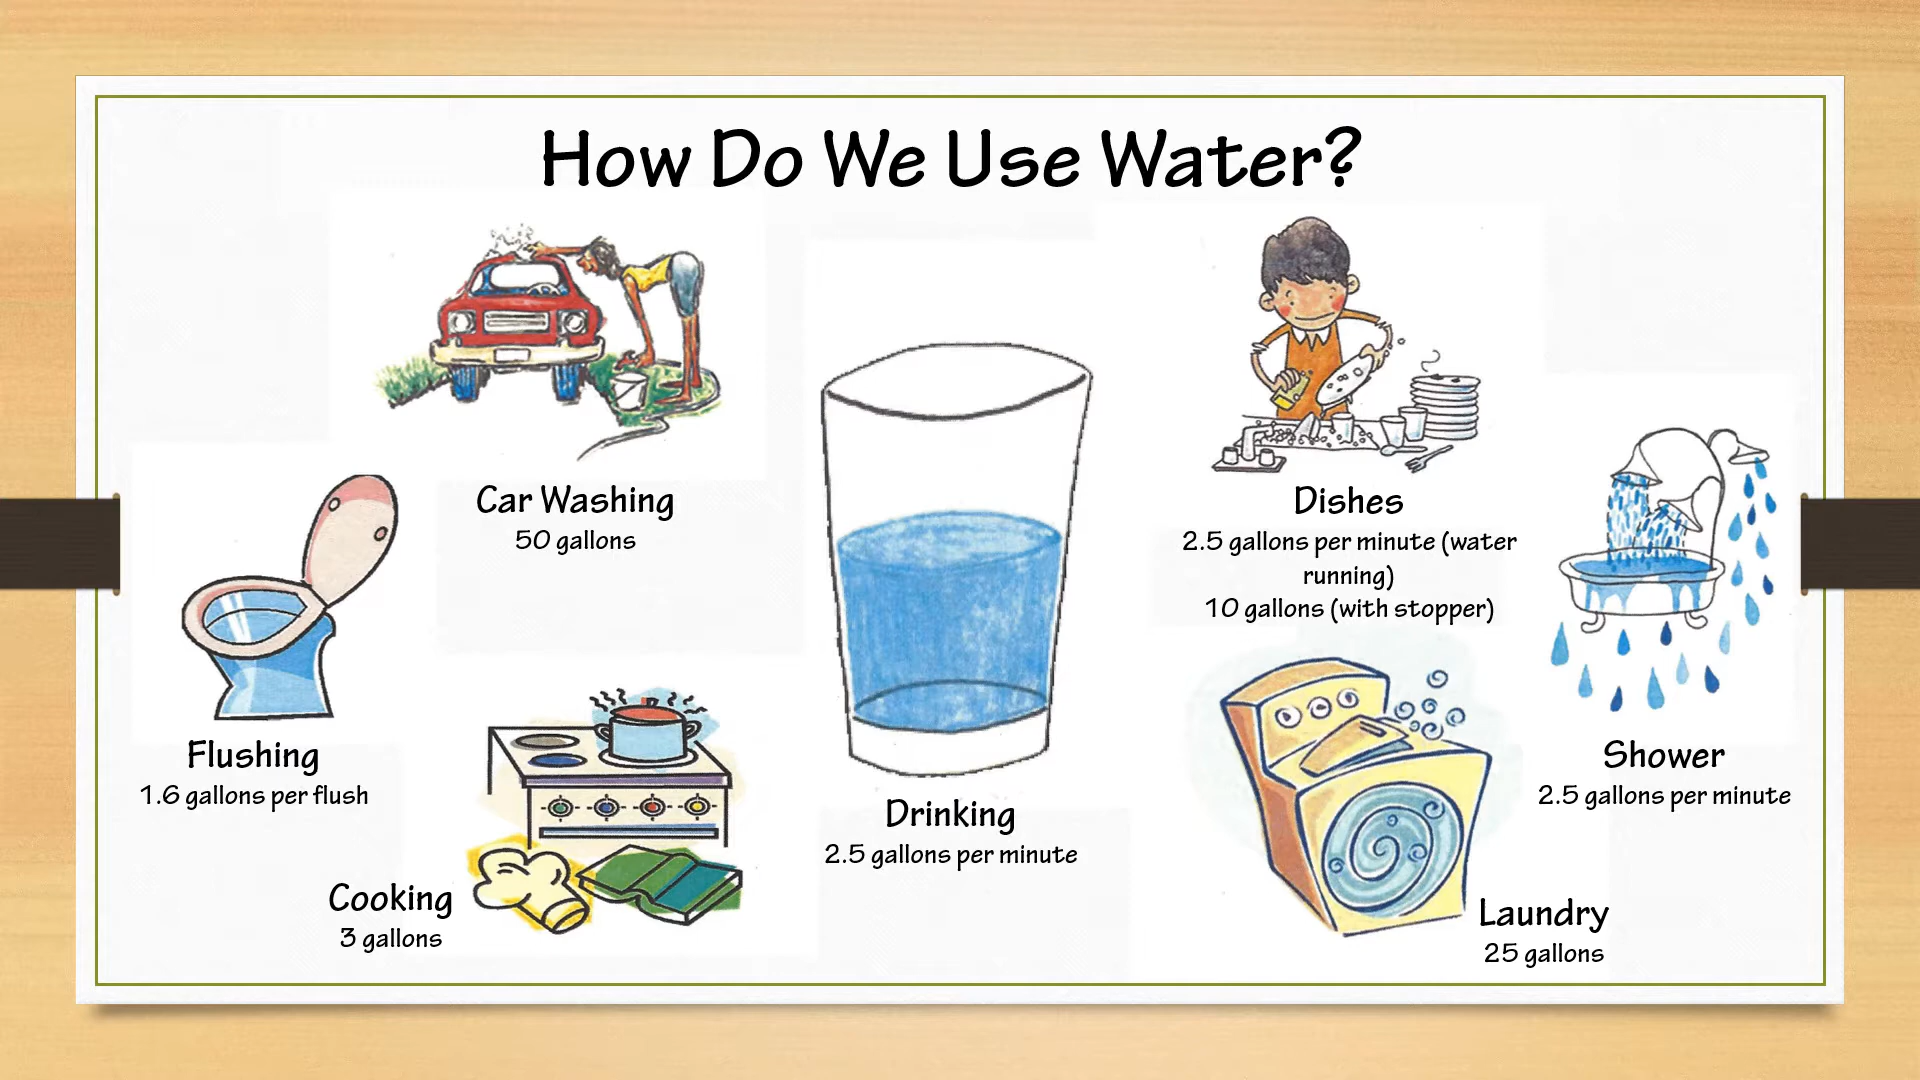 How Do We Use Water?
Car Washing
50 gallons
Dishes
2.5 gallons per minute (water
running)
10 gallons (with stopper)
Flushing
1.6 gallons per flush
Shower
2.5 gallons per minute
Drinking
2.5 gallons per minute
Cooking
3 gallons
Laundry
25 gallons